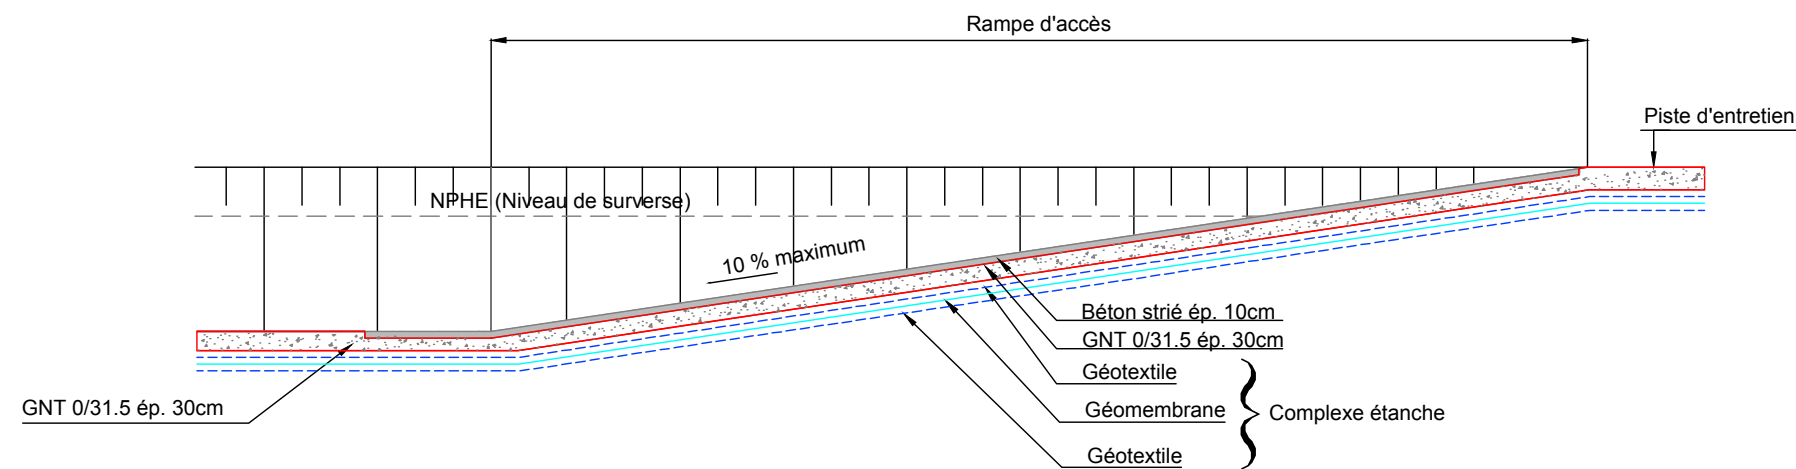 Rampe d'accès
Piste d'entretien
NPHE (Niveau de surverse)
10 % maximum
Béton strié ép. 10cm
GNT 0/31.5 ép. 30cm
Géotextile
GNT 0/31.5 ép. 30cm
Géomembrane
Complexe étanche
Géotextile